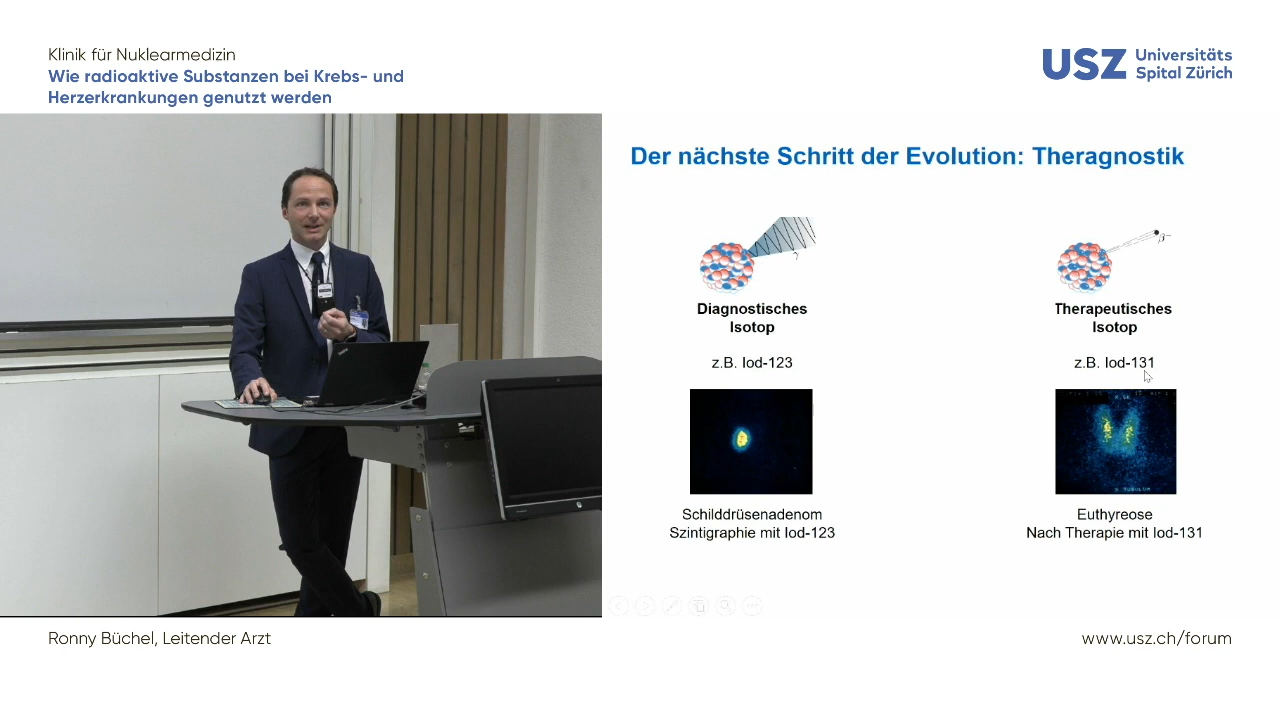 Klinik für Nuklearmedizin
Wie radioaktive Substanzen bei Krebs- und
Herzerkrankungen genutzt werden
USZ Universitäts
Spital Zürich
Der nächste Schritt der Evolution: Theragnostik
γ
β⁻
Diagnostisches
Isotop
z.B. Iod-123
Therapeutisches
Isotop
z.B. Iod-131
Schilddrüsenadenom
Szintigraphie mit Iod-123
Euthyreose
Nach Therapie mit Iod-131
Ronny Büchel, Leitender Arzt
www.usz.ch/forum